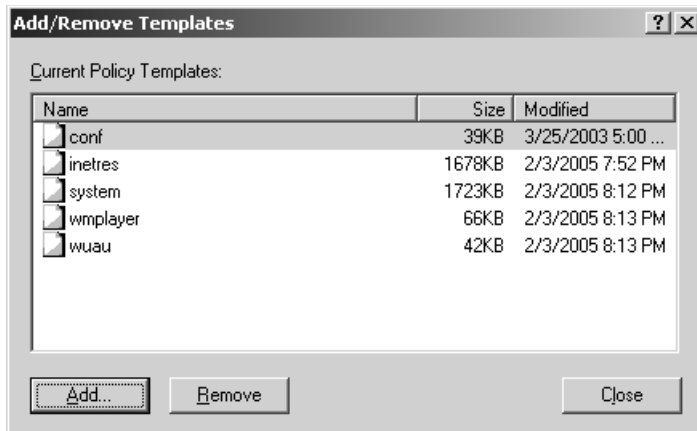 Add/Remove Templates ? ×
Current Policy Templates:
Name Size Modified
conf 39KB 3/25/2003 5:00 ...
inetres 1678KB 2/3/2005 7:52 PM
system 1723KB 2/3/2005 8:12 PM
wmplayer 66KB 2/3/2005 8:13 PM
wuau 42KB 2/3/2005 8:13 PM
Add... Remove Close